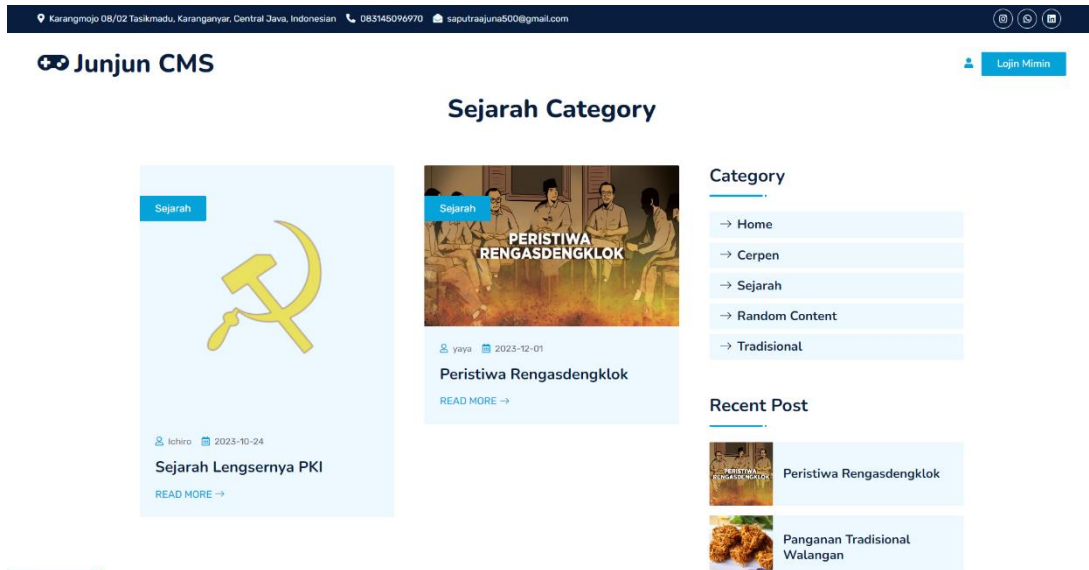 Karangmojo 08/02 Tasikmadu, Karanganyar, Central Java, Indonesian 083145096970 saputraajuna500@gmail.com
Junjun CMS
Lojin Mimin
Sejarah Category
Sejarah
Ichiro 2023-10-24
Sejarah Lengsernya PKI
READ MORE →
Sejarah
PERISTIWA
RENGASDENGKLOK
yaya 2023-12-01
Peristiwa Rengasdengklok
READ MORE →
Category
→ Home
→ Cerpen
→ Sejarah
→ Random Content
→ Tradisional
Recent Post
PERISTIWA
RENGASDENGKLOK
Peristiwa Rengasdengklok
Panganan Tradisional
Walangan